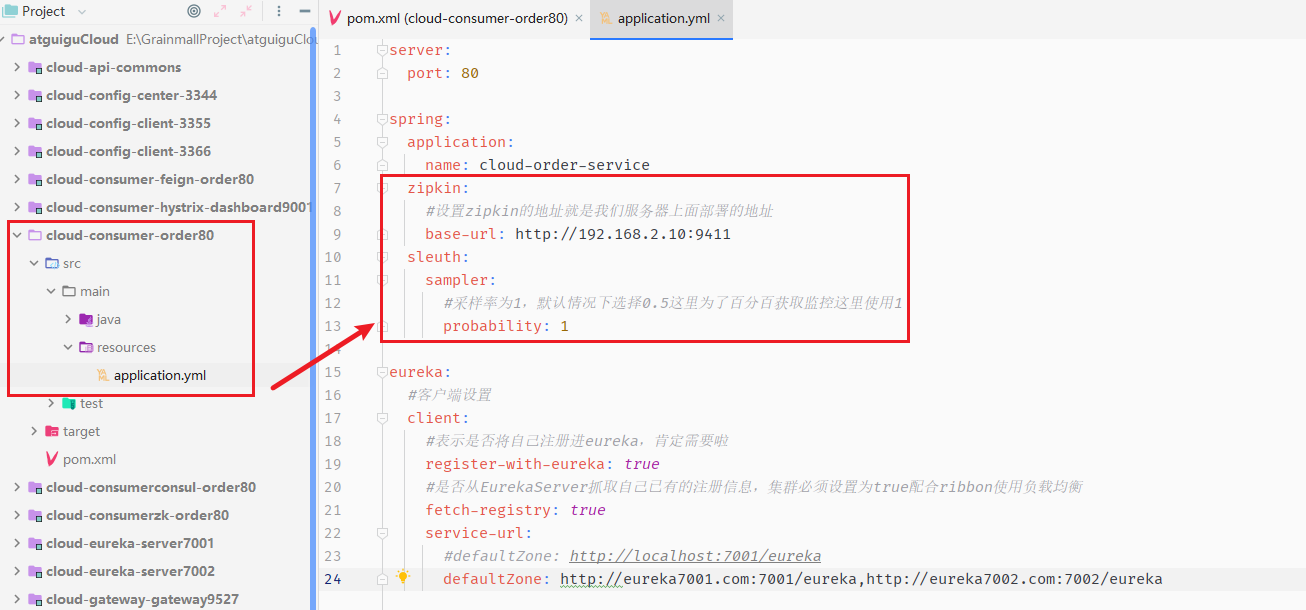 Project
atguiguCloud E:\GrainmallProject\atguiguClou
cloud-api-commons
cloud-config-center-3344
cloud-config-client-3355
cloud-config-client-3366
cloud-consumer-feign-order80
cloud-consumer-hystrix-dashboard9001
cloud-consumer-order80
src
main
java
resources
application.yml
test
target
pom.xml
cloud-consumerconsul-order80
cloud-consumerzk-order80
cloud-eureka-server7001
cloud-eureka-server7002
cloud-gateway-gateway9527
pom.xml (cloud-consumer-order80) × application.yml ×
1 server:
2 port: 80
3
4 spring:
5 application:
6 name: cloud-order-service
7 zipkin:
8 #设置zipkin的地址就是我们服务器上面部署的地址
9 base-url: http://192.168.2.10:9411
10 sleuth:
11 sampler:
12 #采样率为1，默认情况下选择0.5这里为了百分百获取监控这里使用1
13 probability: 1
14
15 eureka:
16 #客户端设置
17 client:
18 #表示是否将自己注册进eureka，肯定需要啦
19 register-with-eureka: true
20 #是否从EurekaServer抓取自己已有的注册信息，集群必须设置为true配合ribbon使用负载均衡
21 fetch-registry: true
22 service-url:
23 #defaultZone: http://localhost:7001/eureka
24 defaultZone: http://eureka7001.com:7001/eureka,http://eureka7002.com:7002/eureka